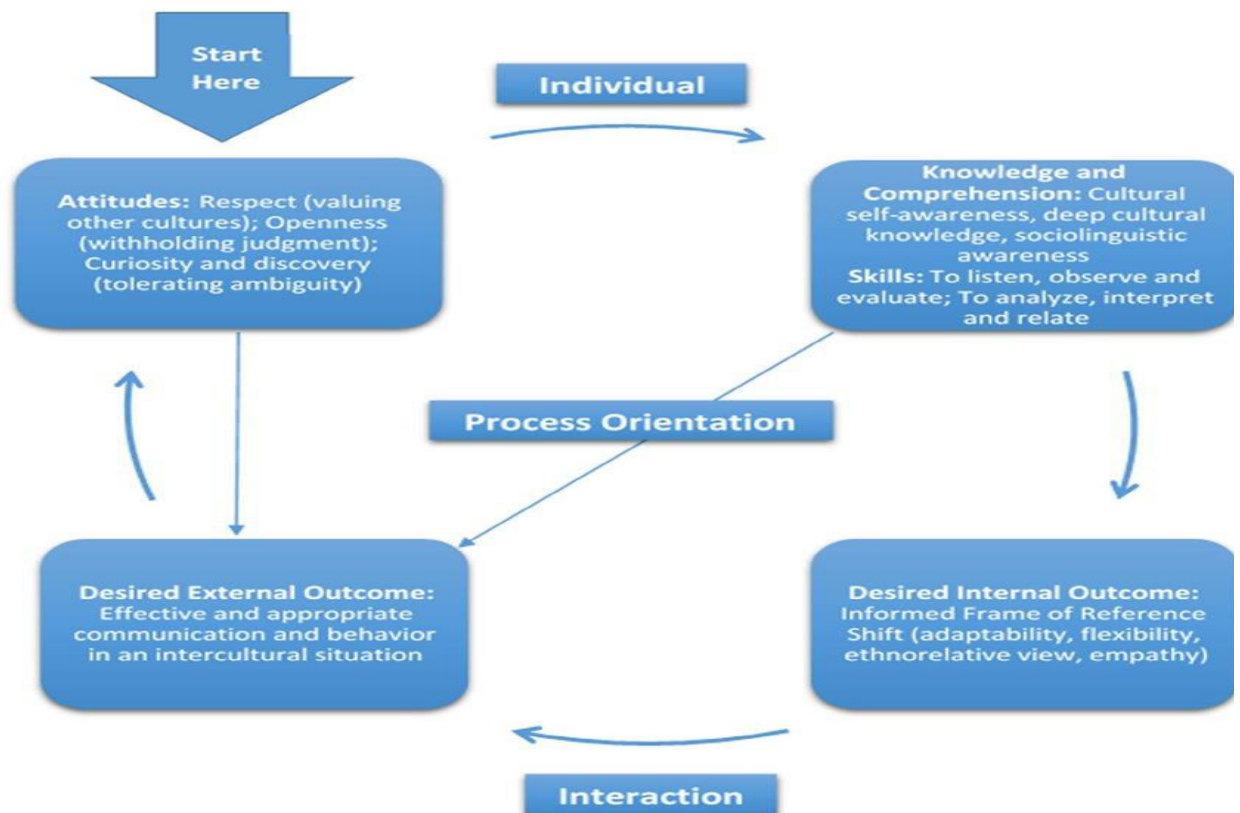 Start
Here
Individual
Attitudes: Respect (valuing
other cultures); Openness
(withholding judgment);
Curiosity and discovery
(tolerating ambiguity)
Knowledge and
Comprehension: Cultural
self-awareness, deep cultural
knowledge, sociolinguistic
awareness
Skills: To listen, observe and
evaluate; To analyze, interpret
and relate
Process Orientation
Desired External Outcome:
Effective and appropriate
communication and behavior
in an intercultural situation
Desired Internal Outcome:
Informed Frame of Reference
Shift (adaptability, flexibility,
ethnorelative view, empathy)
Interaction